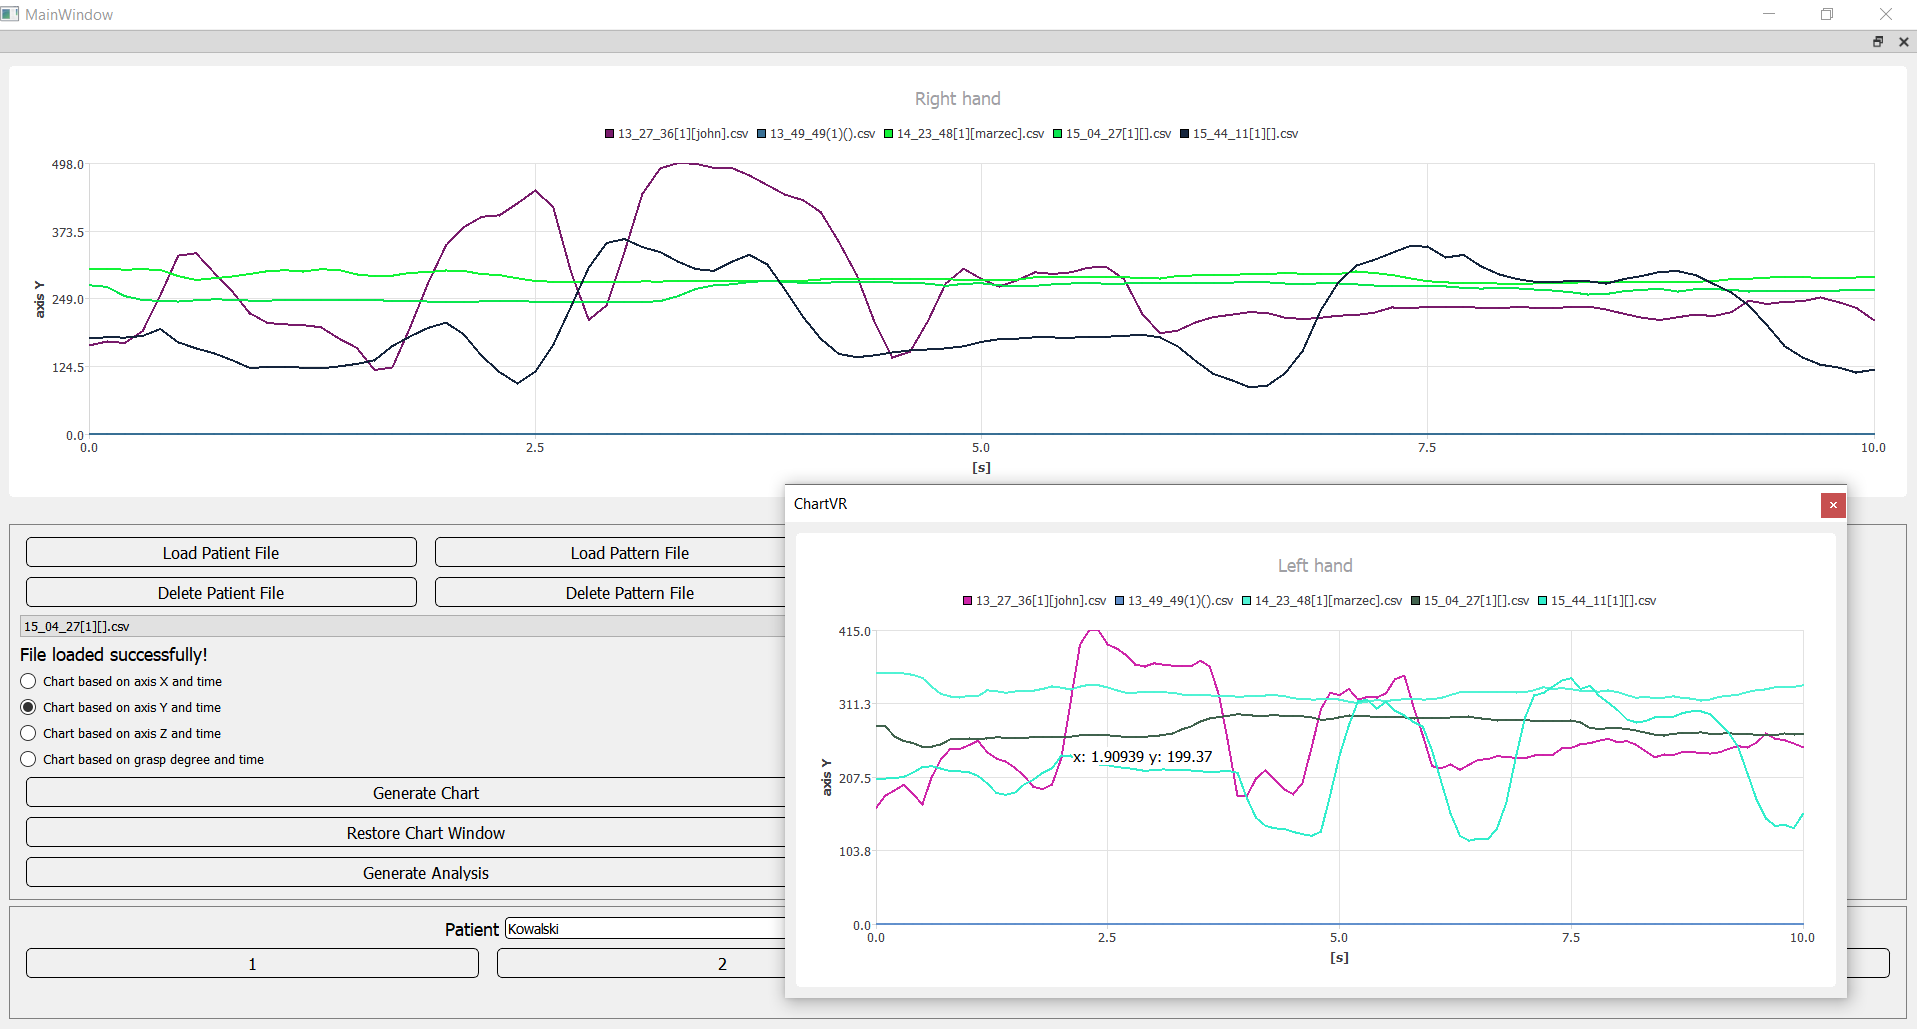 MainWindow
Right hand
13_27_36[1][john].csv 13_49_49(1)().csv 14_23_48[1][marzec].csv 15_04_27[1][].csv 15_44_11[1][].csv
498.0
373.5
249.0
124.5
0.0
axis Y
0.0 2.5 5.0 7.5 10.0
[s]
ChartVR
Left hand
13_27_36[1][john].csv 13_49_49(1)().csv 14_23_48[1][marzec].csv 15_04_27[1][].csv 15_44_11[1][].csv
415.0
311.3
207.5
103.8
0.0
axis Y
x: 1.90939 y: 199.37
0.0 2.5 5.0 7.5 10.0
[s]
Load Patient File Load Pattern File
Delete Patient File Delete Pattern File
15_04_27[1][].csv
File loaded successfully!
Chart based on axis X and time
Chart based on axis Y and time
Chart based on axis Z and time
Chart based on grasp degree and time
Generate Chart
Restore Chart Window
Generate Analysis
Patient Kowalski
1 2